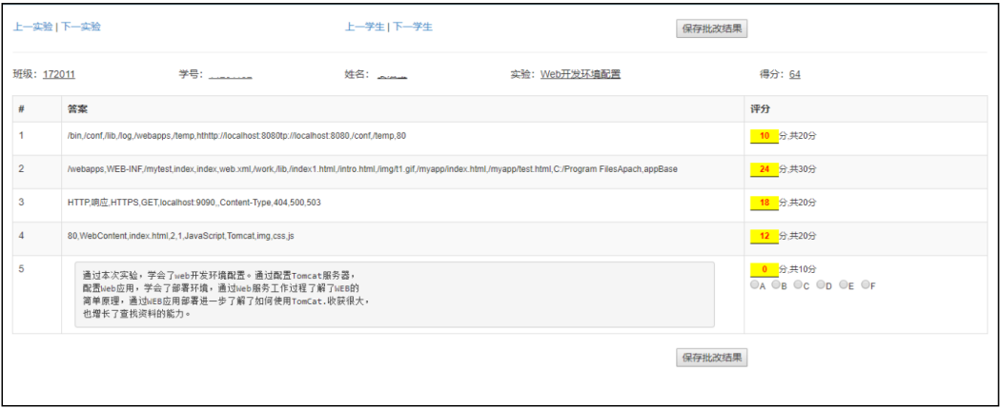 上一实验 | 下一实验 上一学生 | 下一学生 保存批改结果
班级：172011 学号： 姓名： 实验：Web开发环境配置 得分：64
# 答案 评分
1 /bin,/conf,/lib,/log,/webapps,/temp,hthttp://localhost:8080tp://localhost:8080,/conf,/temp,80 10 分,共20分
2 /webapps,WEB-INF,/mytest,index,index,web.xml,/work,/lib,/index1.html,/intro.html,/img/t1.gif,/myapp/index.html,/myapp/test.html,C:/Program FilesApach,appBase 24 分,共30分
3 HTTP,响应,HTTPS,GET,localhost:9090,,Content-Type,404,500,503 18 分,共20分
4 80,WebContent,index.html,2,1,JavaScript,Tomcat,img,css,js 12 分,共20分
5 通过本次实验，学会了web开发环境配置。通过配置Tomcat服务器， 0 分,共10分
配置Web应用，学会了部署环境，通过Web服务工作过程了解了WEB的 A B C D E F
简单原理，通过WEB应用部署进一步了解了如何使用TomCat.收获很大，
也增长了查找资料的能力。
保存批改结果